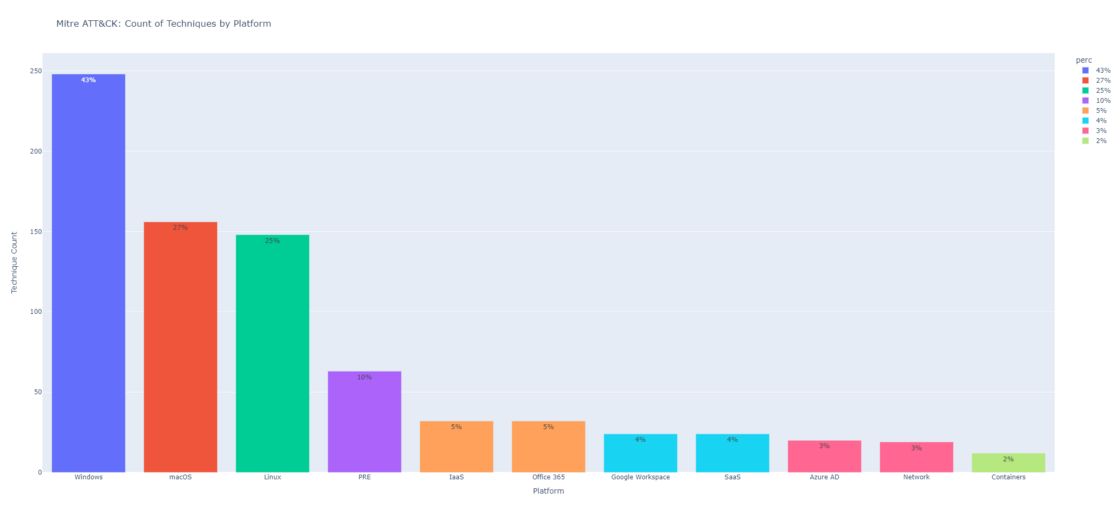 Mitre ATT&CK: Count of Techniques by Platform
perc
43%
27%
25%
10%
5%
4%
3%
2%
Technique Count
250
200
150
100
50
0
43%
27%
25%
10%
5%
5%
4%
4%
3%
3%
2%
Windows
macOS
Linux
PRE
IaaS
Office 365
Google Workspace
SaaS
Azure AD
Network
Containers
Platform